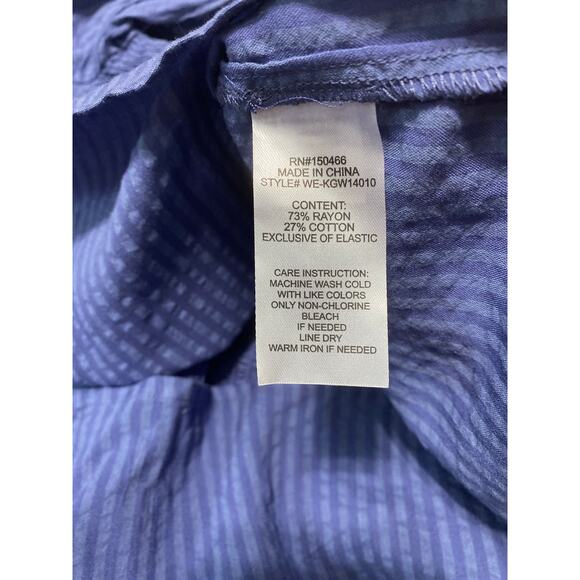 RN#150466
MADE IN CHINA
STYLE# WE-KGW14010
CONTENT:
73% RAYON
27% COTTON
EXCLUSIVE OF ELASTIC
CARE INSTRUCTION:
MACHINE WASH COLD
WITH LIKE COLORS
ONLY NON-CHLORINE
BLEACH
IF NEEDED
LINE DRY
WARM IRON IF NEEDED